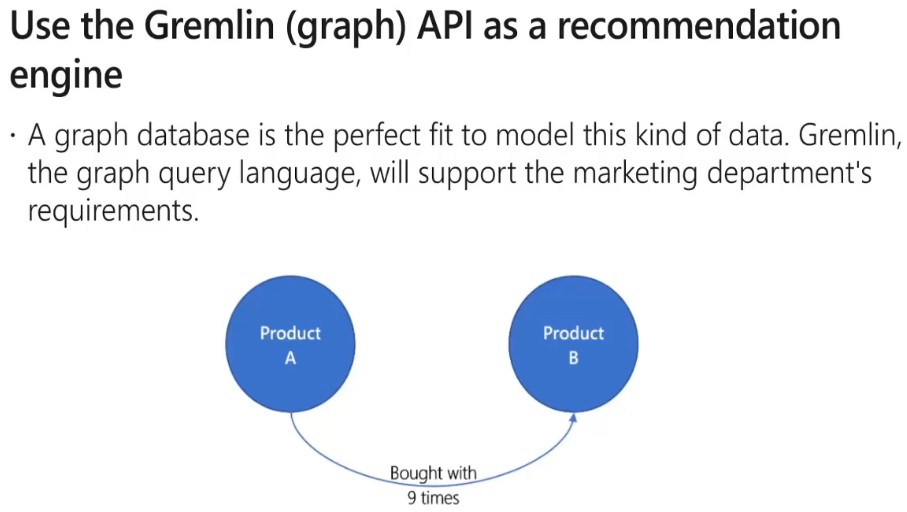 Use the Gremlin (graph) API as a recommendation
engine
· A graph database is the perfect fit to model this kind of data. Gremlin,
the graph query language, will support the marketing department's
requirements.
Product
A
Product
B
Bought with
9 times